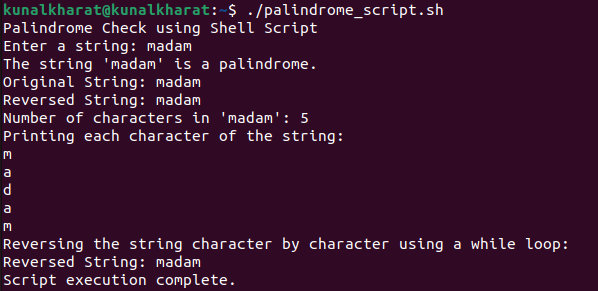 kunalkharat@kunalkharat:~$ ./palindrome_script.sh
Palindrome Check using Shell Script
Enter a string: madam
The string 'madam' is a palindrome.
Original String: madam
Reversed String: madam
Number of characters in 'madam': 5
Printing each character of the string:
m
a
d
a
m
Reversing the string character by character using a while loop:
Reversed String: madam
Script execution complete.